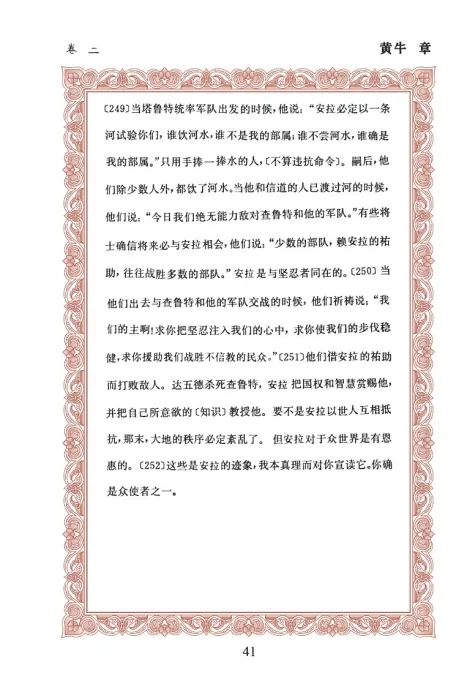 卷 二
黄牛 章
〔249〕当塔鲁特统率军队出发的时候,他说:“安拉必定以一条
河试验你们,谁饮河水,谁不是我的部属;谁不尝河水,谁确是
我的部属。”只用手捧一捧水的人,〔不算违抗命令〕。嗣后,他
们除少数人外,都饮了河水。当他和信道的人已渡过河的时候,
他们说:“今日我们绝无能力敌对查鲁特和他的军队。”有些将
士确信将来必与安拉相会,他们说:“少数的部队,赖安拉的祐
助,往往战胜多数的部队。”安拉是与坚忍者同在的。〔250〕当
他们出去与查鲁特和他的军队交战的时候,他们祈祷说:“我
们的主啊!求你把坚忍注入我们的心中,求你使我们的步伐稳
健,求你援助我们战胜不信教的民众。”〔251〕他们借安拉的祐助
而打败敌人。达五德杀死查鲁特,安拉 把国权和智慧赏赐他,
并把自己所意欲的〔知识〕教授他。要不是安拉以世人互相抵
抗,那末,大地的秩序必定紊乱了。 但安拉对于众世界是有恩
惠的。〔252〕这些是安拉的迹象,我本真理而对你宣读它。你确
是众使者之一。
41